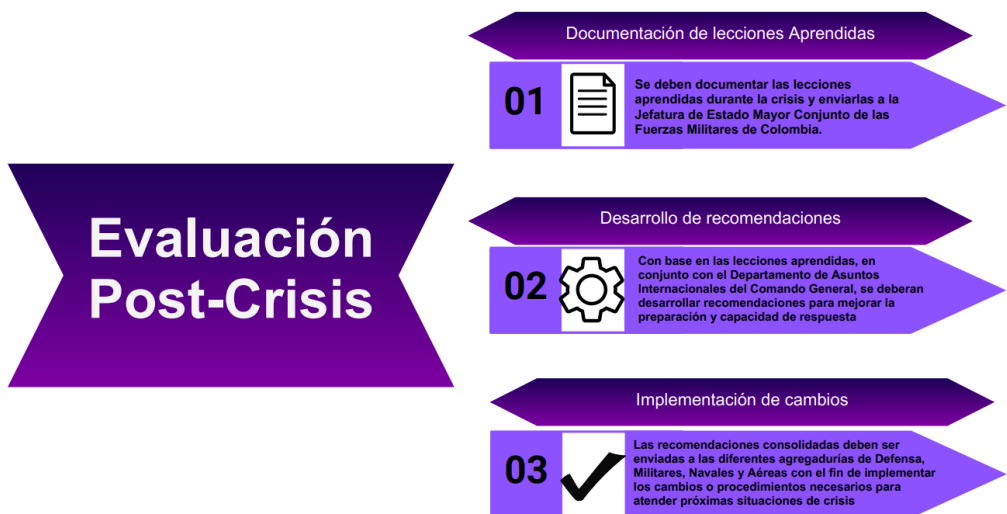 Evaluación
Post-Crisis
Documentación de lecciones Aprendidas
01
Se deben documentar las lecciones
aprendidas durante la crisis y enviarlas a la
Jefatura de Estado Mayor Conjunto de las
Fuerzas Militares de Colombia.
Desarrollo de recomendaciones
02
Con base en las lecciones aprendidas, en
conjunto con el Departamento de Asuntos
Internacionales del Comando General, se deberan
desarrollar recomendaciones para mejorar la
preparación y capacidad de respuesta
Implementación de cambios
03
Las recomendaciones consolidadas deben ser
enviadas a las diferentes agregadurías de Defensa,
Militares, Navales y Aéreas con el fin de implementar
los cambios o procedimientos necesarios para
atender próximas situaciones de crisis